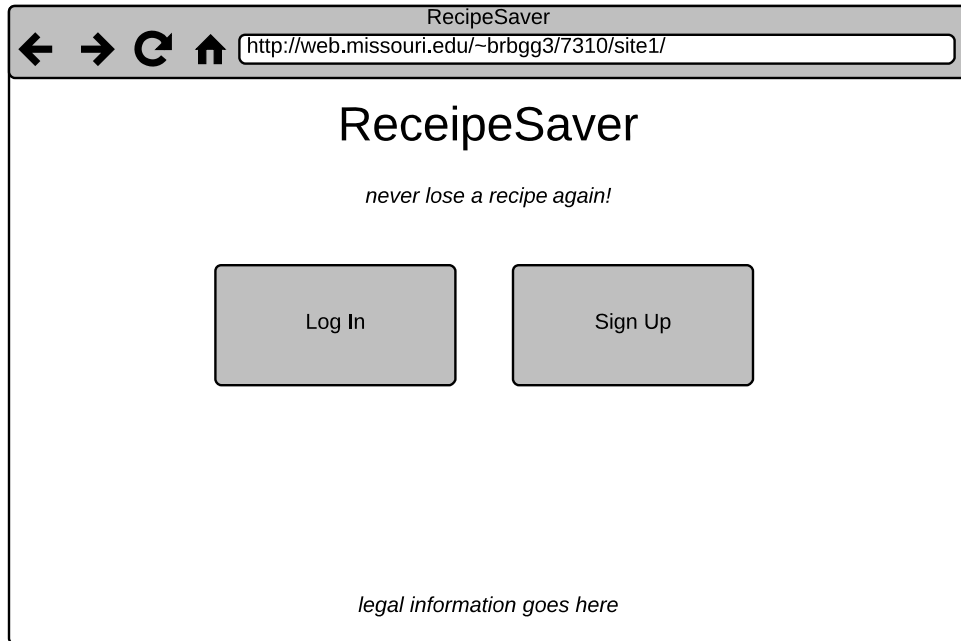 RecipeSaver
http://web.missouri.edu/~brbgg3/7310/site1/
ReceipeSaver
never lose a recipe again!
Log In
Sign Up
legal information goes here